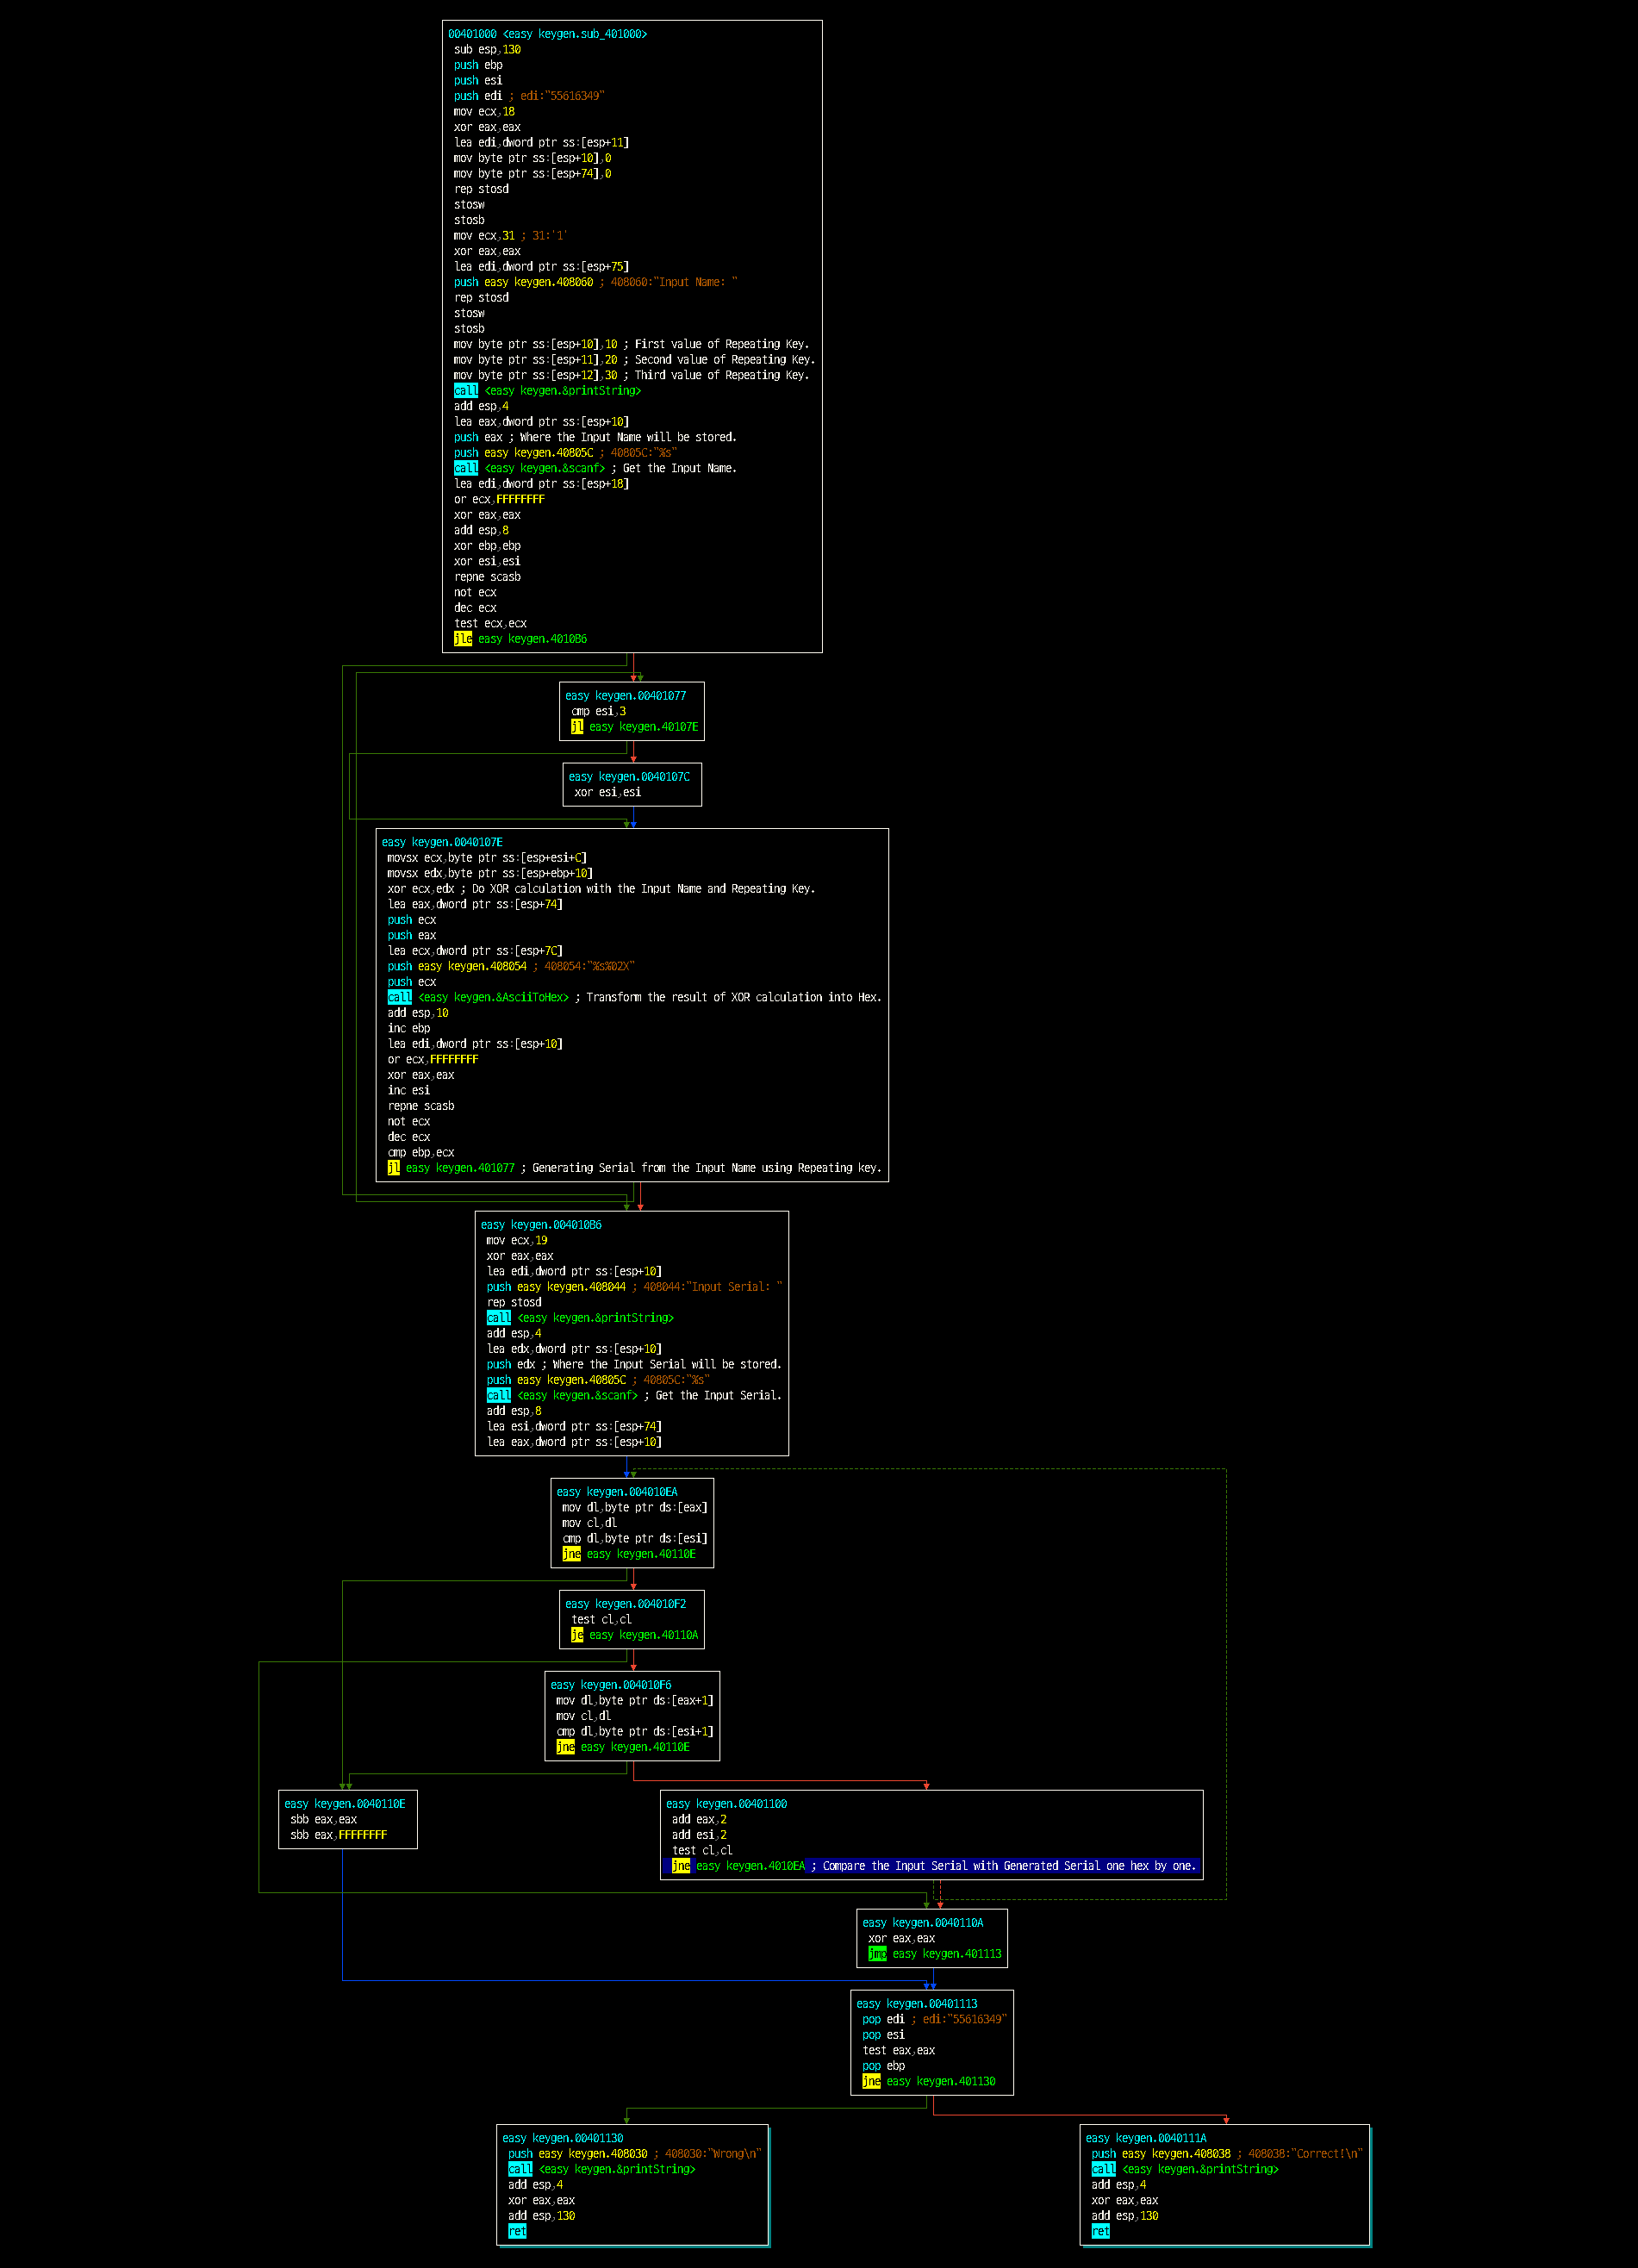 00401000 <easy keygen.sub_401000>
sub esp,130
push ebp
push esi
push edi ; edi:"55616349"
mov ecx,18
xor eax,eax
lea edi,dword ptr ss:[esp+11]
mov byte ptr ss:[esp+10],0
mov byte ptr ss:[esp+74],0
rep stosd
stosw
stosb
mov ecx,31 ; 31:'1'
xor eax,eax
lea edi,dword ptr ss:[esp+75]
push easy keygen.408060 ; 408060:"Input Name: "
rep stosd
stosw
stosb
mov byte ptr ss:[esp+10],10 ; First value of Repeating Key.
mov byte ptr ss:[esp+11],20 ; Second value of Repeating Key.
mov byte ptr ss:[esp+12],30 ; Third value of Repeating Key.
call <easy keygen.&printString>
add esp,4
lea eax,dword ptr ss:[esp+10]
push eax ; Where the Input Name will be stored.
push easy keygen.40805C ; 40805C:"%s"
call <easy keygen.&scanf> ; Get the Input Name.
lea edi,dword ptr ss:[esp+18]
or ecx,FFFFFFFF
xor eax,eax
add esp,8
xor ebp,ebp
xor esi,esi
repne scasb
not ecx
dec ecx
test ecx,ecx
jle easy keygen.4010B6
easy keygen.00401077
cmp esi,3
jl easy keygen.40107E
easy keygen.0040107C
xor esi,esi
easy keygen.0040107E
movsx ecx,byte ptr ss:[esp+esi+C]
movsx edx,byte ptr ss:[esp+ebp+10]
xor ecx,edx ; Do XOR calculation with the Input Name and Repeating Key.
lea eax,dword ptr ss:[esp+74]
push ecx
push eax
lea ecx,dword ptr ss:[esp+7C]
push easy keygen.408054 ; 408054:"%s%02X"
push ecx
call <easy keygen.&AsciiToHex> ; Transform the result of XOR calculation into Hex.
add esp,10
inc ebp
lea edi,dword ptr ss:[esp+10]
or ecx,FFFFFFFF
xor eax,eax
inc esi
repne scasb
not ecx
dec ecx
cmp ebp,ecx
jl easy keygen.401077 ; Generating Serial from the Input Name using Repeating key.
easy keygen.004010B6
mov ecx,19
xor eax,eax
lea edi,dword ptr ss:[esp+10]
push easy keygen.408044 ; 408044:"Input Serial: "
rep stosd
call <easy keygen.&printString>
add esp,4
lea edx,dword ptr ss:[esp+10]
push edx ; Where the Input Serial will be stored.
push easy keygen.40805C ; 40805C:"%s"
call <easy keygen.&scanf> ; Get the Input Serial.
add esp,8
lea esi,dword ptr ss:[esp+74]
lea eax,dword ptr ss:[esp+10]
easy keygen.004010EA
mov dl,byte ptr ds:[eax]
mov cl,dl
cmp dl,byte ptr ds:[esi]
jne easy keygen.40110E
easy keygen.004010F2
test cl,cl
je easy keygen.40110A
easy keygen.004010F6
mov dl,byte ptr ds:[eax+1]
mov cl,dl
cmp dl,byte ptr ds:[esi+1]
jne easy keygen.40110E
easy keygen.0040110E
sbb eax,eax
sbb eax,FFFFFFFF
easy keygen.00401100
add eax,2
add esi,2
test cl,cl
jne easy keygen.4010EA ; Compare the Input Serial with Generated Serial one hex by one.
easy keygen.0040110A
xor eax,eax
jmp easy keygen.401113
easy keygen.00401113
pop edi ; edi:"55616349"
pop esi
test eax,eax
pop ebp
jne easy keygen.401130
easy keygen.00401130
push easy keygen.408030 ; 408030:"Wrong\n"
call <easy keygen.&printString>
add esp,4
xor eax,eax
add esp,130
ret
easy keygen.0040111A
push easy keygen.408038 ; 408038:"Correct!\n"
call <easy keygen.&printString>
add esp,4
xor eax,eax
add esp,130
ret